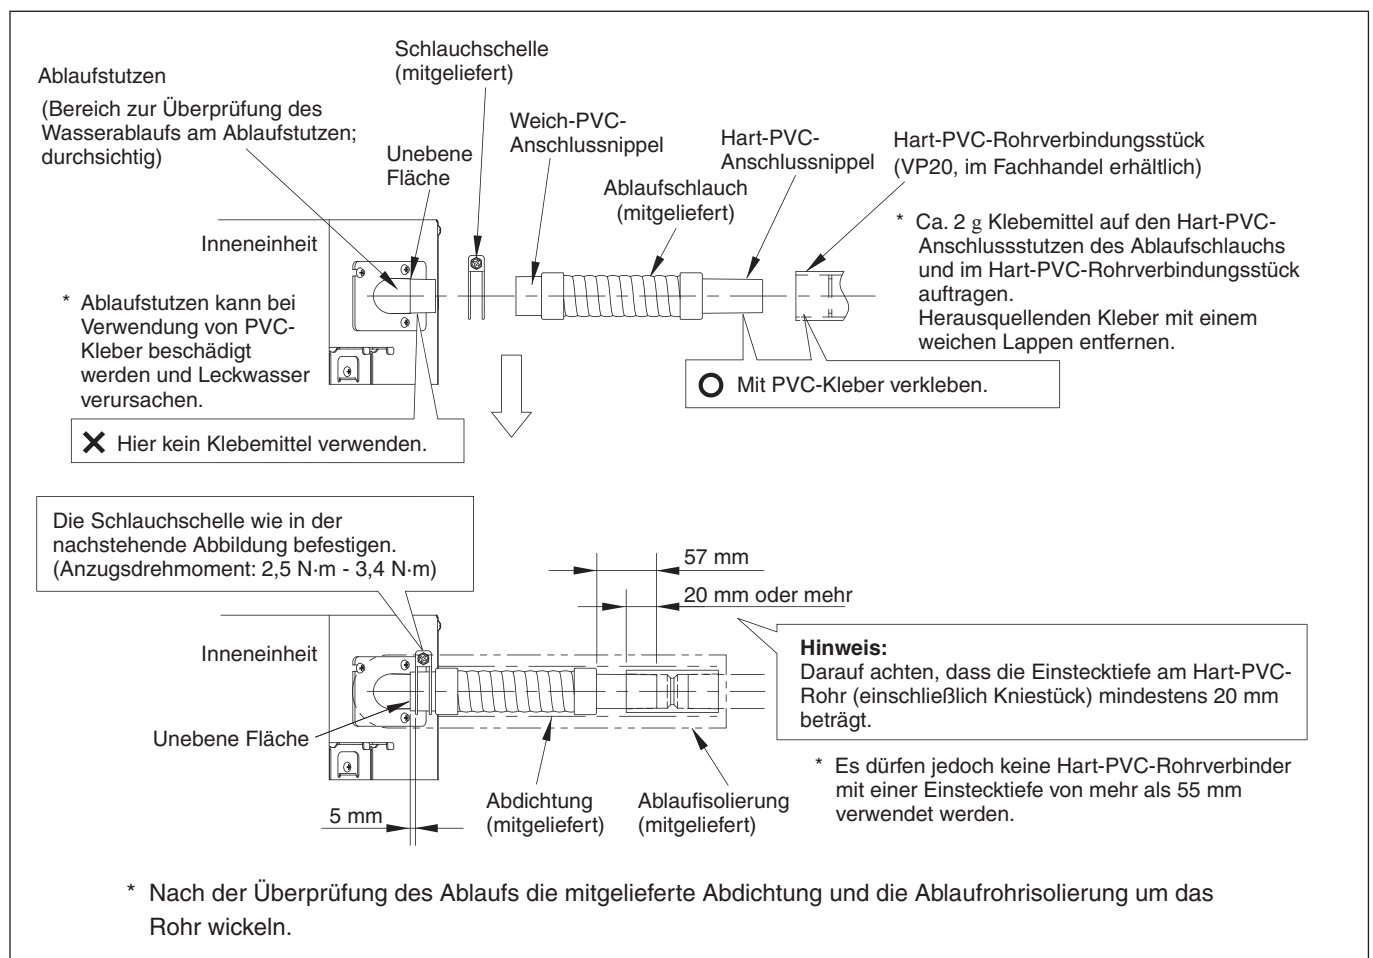 Schlauchschelle
(mitgeliefert)
Ablaufstutzen
(Bereich zur Überprüfung des
Wasserablaufs am Ablaufstutzen;
durchsichtig)
Unebene
Fläche
Weich-PVC-
Anschlussnippel
Ablaufschlauch
(mitgeliefert)
Hart-PVC-
Anschlussnippel
Hart-PVC-Rohrverbindungsstück
(VP20, im Fachhandel erhältlich)
* Ca. 2 g Klebemittel auf den Hart-PVC-
Anschlussstutzen des Ablaufschlauchs
und im Hart-PVC-Rohrverbindungsstück
auftragen.
Herausquellenden Kleber mit einem
weichen Lappen entfernen.
Inneneinheit
* Ablaufstutzen kann bei
Verwendung von PVC-
Kleber beschädigt
werden und Leckwasser
verursachen.
Hier kein Klebemittel verwenden.
Mit PVC-Kleber verkleben.
Die Schlauchschelle wie in der
nachstehende Abbildung befestigen.
(Anzugsdrehmoment: 2,5 N·m - 3,4 N·m)
57 mm
20 mm oder mehr
Inneneinheit
Hinweis:
Darauf achten, dass die Einstecktiefe am Hart-PVC-
Rohr (einschließlich Kniestück) mindestens 20 mm
beträgt.
Unebene Fläche
* Es dürfen jedoch keine Hart-PVC-Rohrverbinder
mit einer Einstecktiefe von mehr als 55 mm
verwendet werden.
5 mm
Abdichtung
(mitgeliefert)
Ablaufisolierung
(mitgeliefert)
* Nach der Überprüfung des Ablaufs die mitgelieferte Abdichtung und die Ablaufrohrisolierung um das
Rohr wickeln.